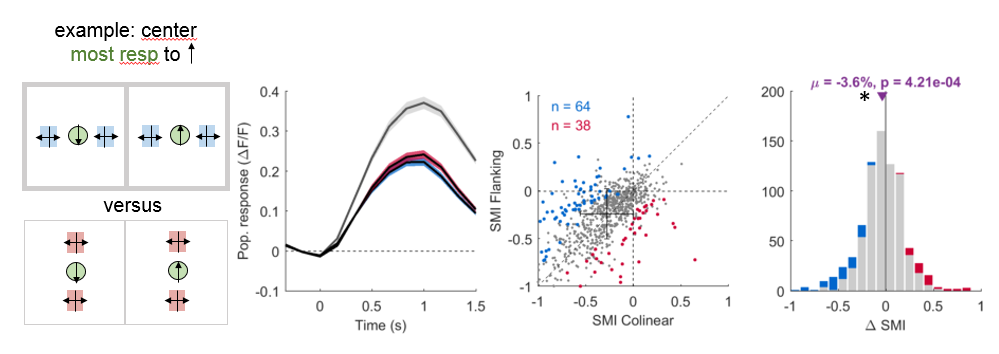 example: center
most resp to ↑
versus
0.4
0.3
0.2
0.1
0
-0.1
Pop. response (ΔF/F)
0
0.5
1
1.5
Time (s)
n = 64
n = 38
1
0.5
0
-0.5
-1
SMI Flanking
-1
-0.5
0
0.5
1
SMI Colinear
μ = -3.6%, p = 4.21e-04
*
200
150
100
50
0
-1
-0.5
0
0.5
1
Δ SMI